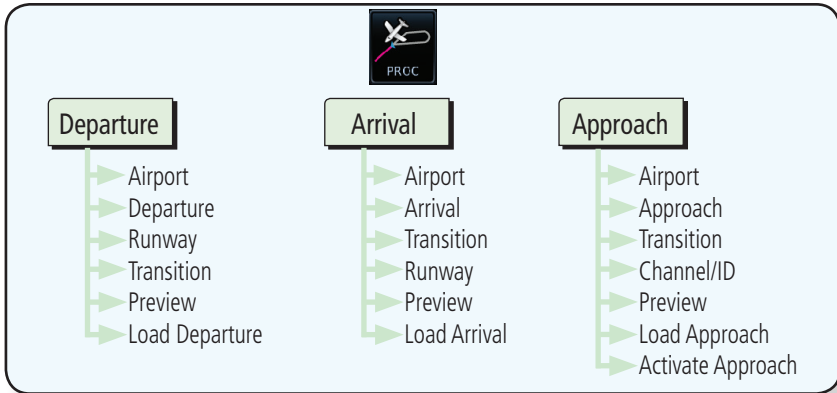 PROC
Departure
Airport
Departure
Runway
Transition
Preview
Load Departure
Arrival
Airport
Arrival
Transition
Runway
Preview
Load Arrival
Approach
Airport
Approach
Transition
Channel/ID
Preview
Load Approach
Activate Approach